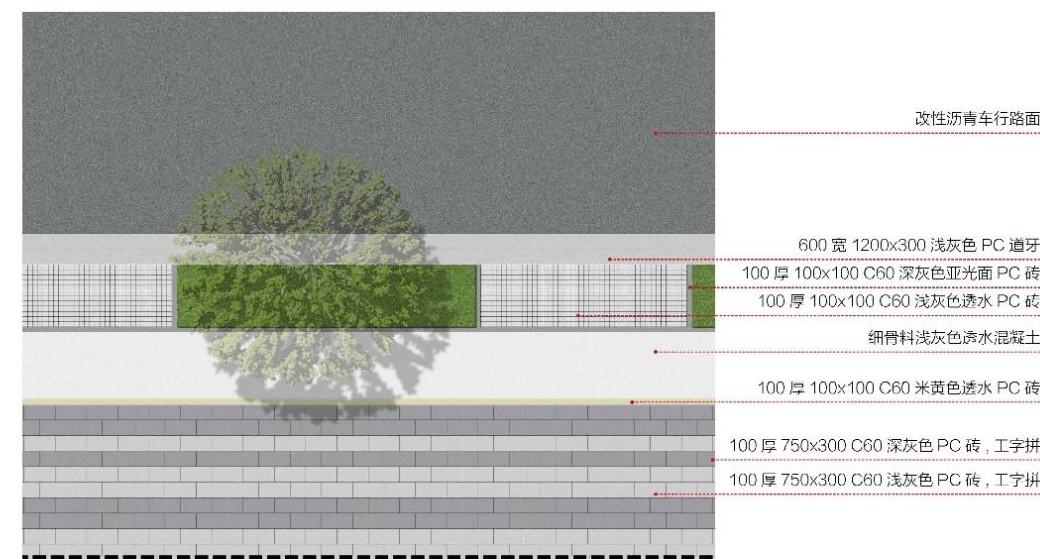 改性沥青车行路面
600 宽 1200x300 浅灰色 PC 道牙
100 厚 100x100 C60 深灰色亚光面 PC 砖
100 厚 100x100 C60 浅灰色透水 PC 砖
细骨料浅灰色透水混凝土
100 厚 100x100 C60 米黄色透水 PC 砖
100 厚 750x300 C60 深灰色 PC 砖，工字拼
100 厚 750x300 C60 浅灰色 PC 砖，工字拼